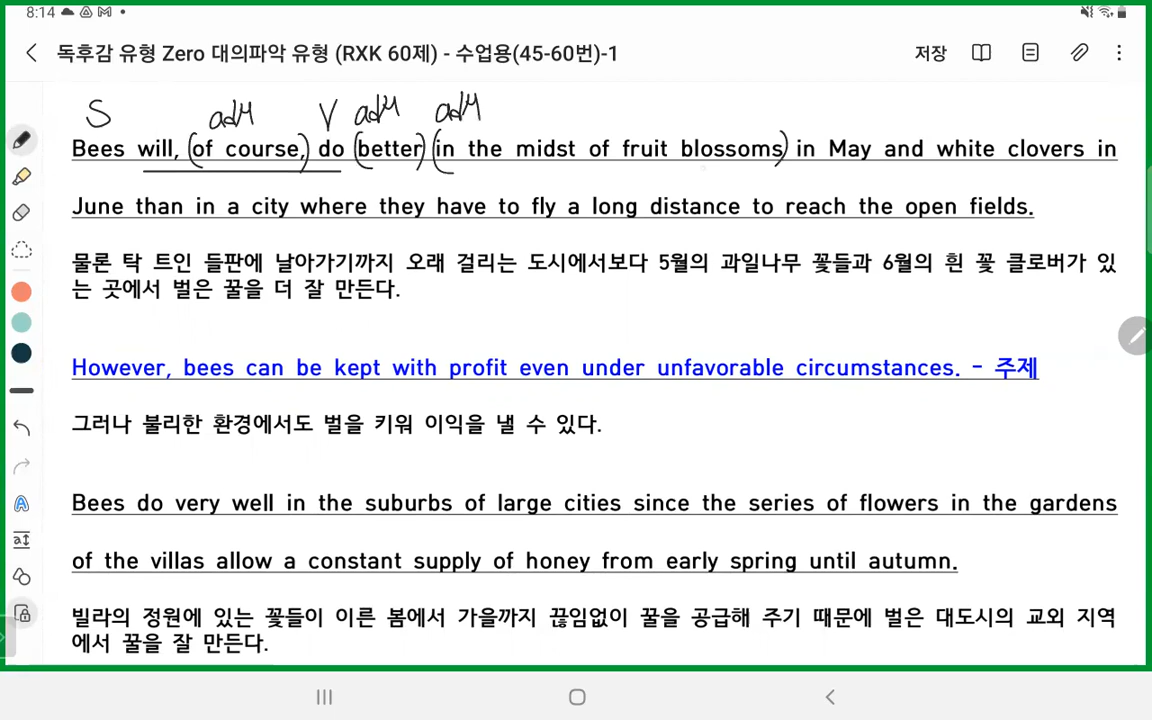 8:14
독후감 유형 Zero 대의파악 유형 (RXK 60제) - 수업용(45-60번)-1
저장
S adM V adM adM
Bees will, (of course,) do (better) (in the midst of fruit blossoms) in May and white clovers in
June than in a city where they have to fly a long distance to reach the open fields.
물론 탁 트인 들판에 날아가기까지 오래 걸리는 도시에서보다 5월의 과일나무 꽃들과 6월의 흰 꽃 클로버가 있
는 곳에서 벌은 꿀을 더 잘 만든다.
However, bees can be kept with profit even under unfavorable circumstances. - 주제
그러나 불리한 환경에서도 벌을 키워 이익을 낼 수 있다.
Bees do very well in the suburbs of large cities since the series of flowers in the gardens
of the villas allow a constant supply of honey from early spring until autumn.
빌라의 정원에 있는 꽃들이 이른 봄에서 가을까지 끊임없이 꿀을 공급해 주기 때문에 벌은 대도시의 교외 지역
에서 꿀을 잘 만든다.